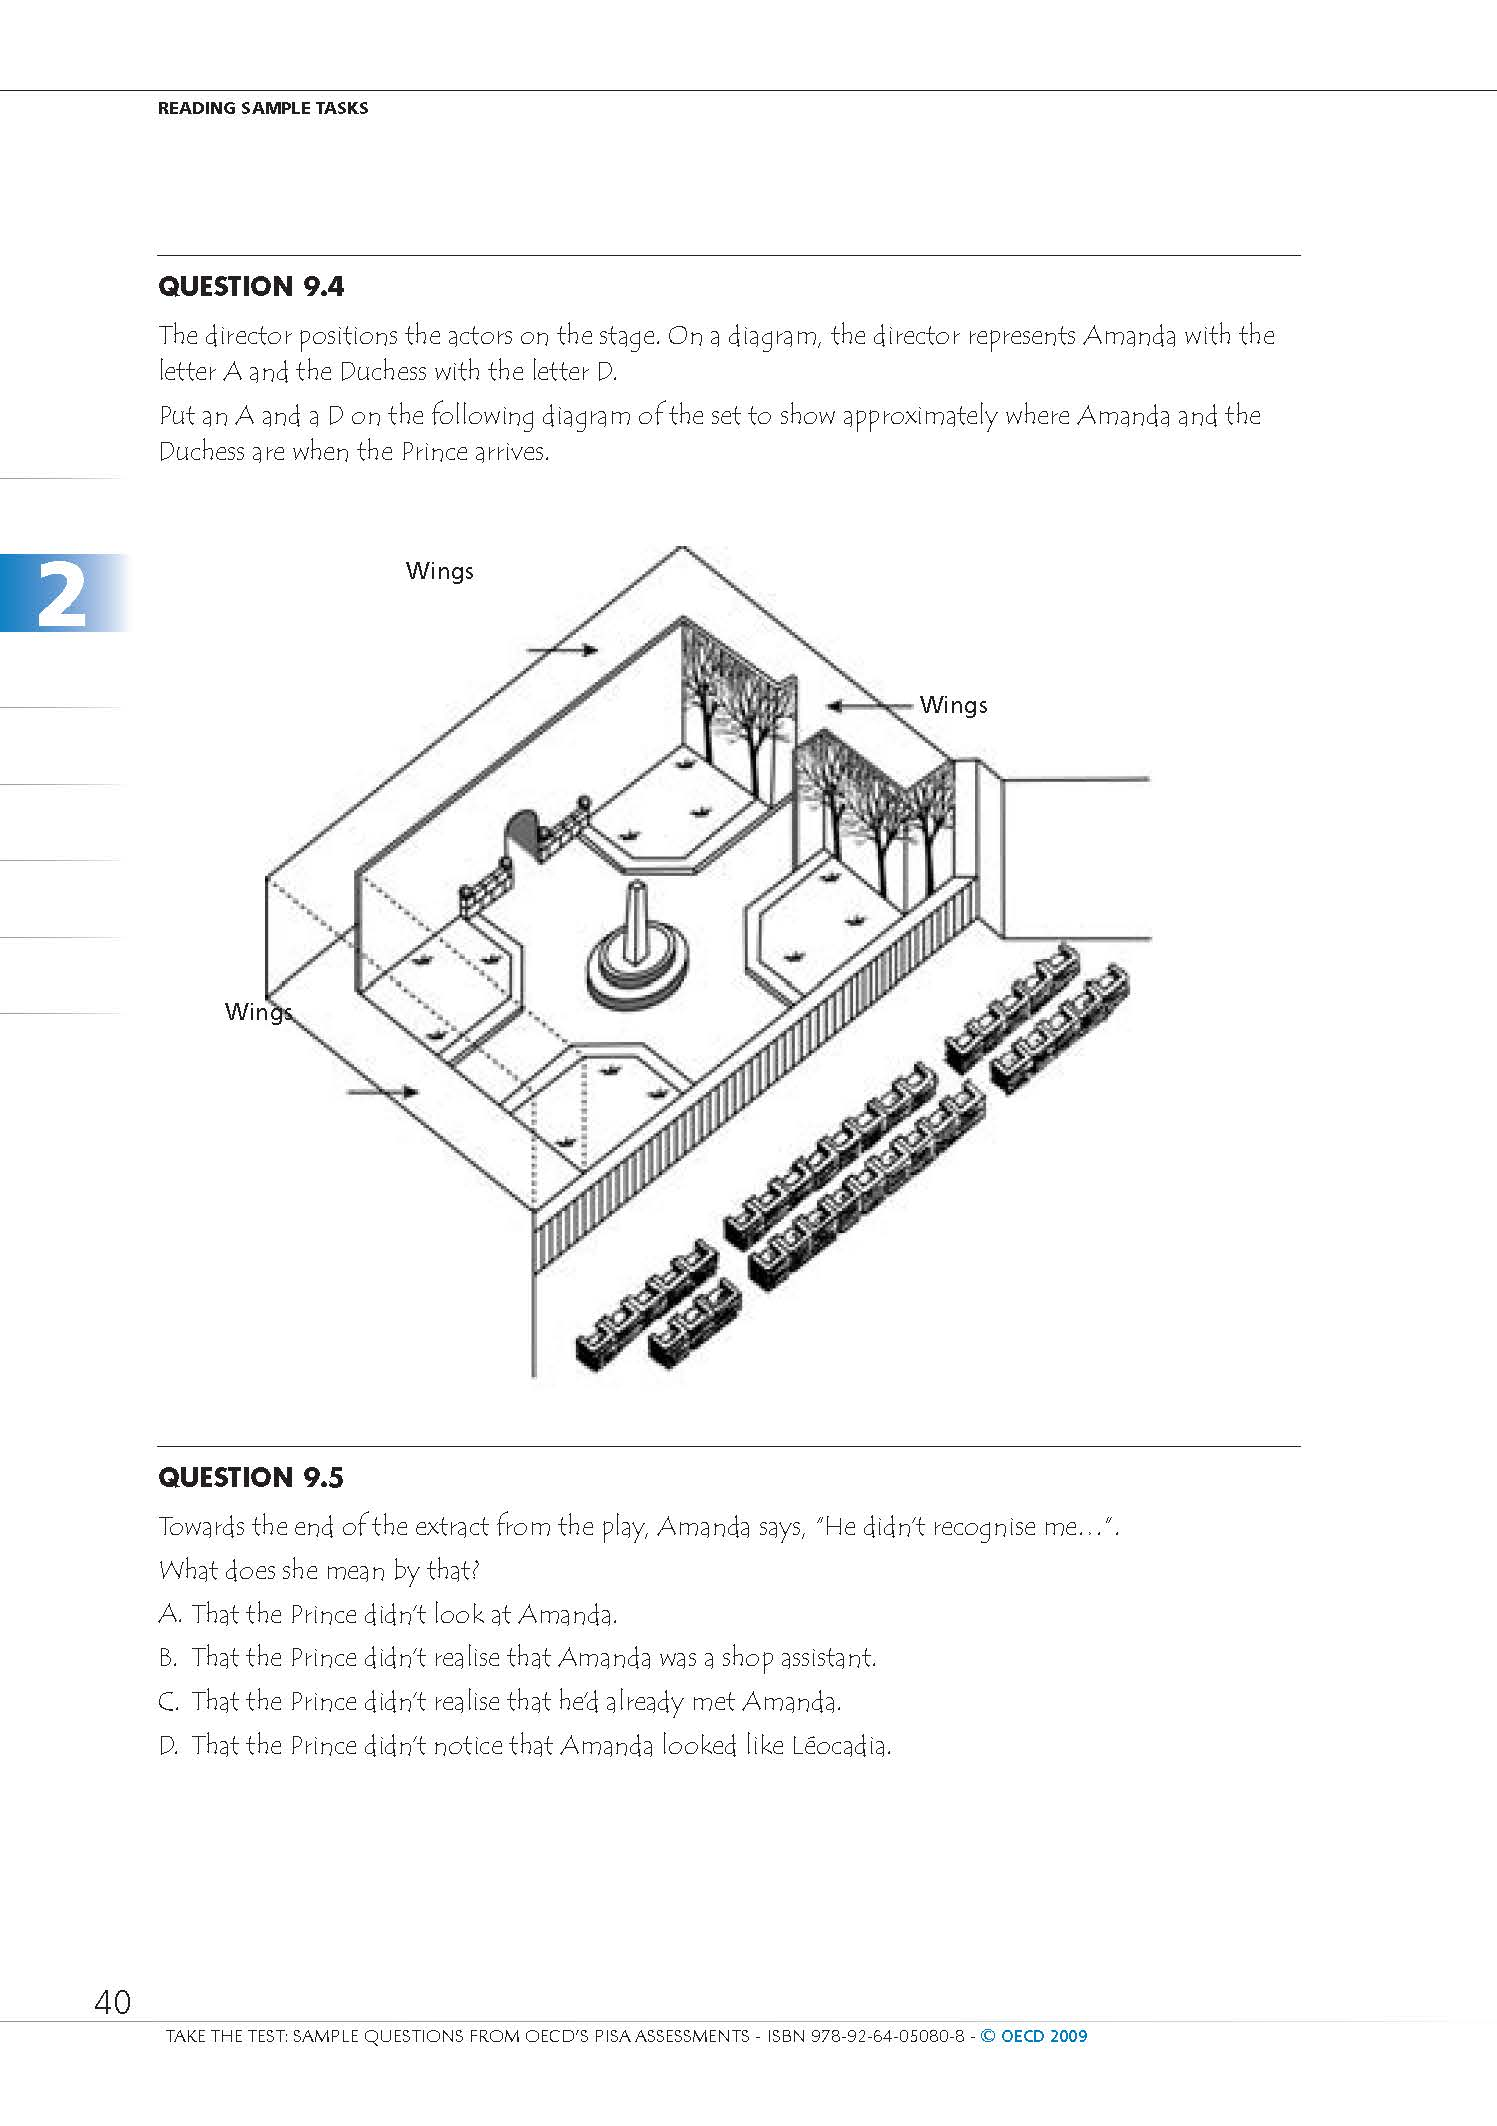 READING SAMPLE TASKS
QUESTION 9.4
The director positions the actors on the stage. On a diagram, the director represents Amanda with the
letter A and the Duchess with the letter D.
Put an A and a D on the following diagram of the set to show approximately where Amanda and the
Duchess are when the Prince arrives.
2
Wings
Wings
Wings
QUESTION 9.5
Towards the end of the extract from the play, Amanda says, “He didn’t recognise me…”.
What does she mean by that?
A. That the Prince didn’t look at Amanda.
B. That the Prince didn’t realise that Amanda was a shop assistant.
C. That the Prince didn’t realise that he’d already met Amanda.
D. That the Prince didn’t notice that Amanda looked like Léocadia.
40
TAKE THE TEST: SAMPLE QUESTIONS FROM OECD’S PISA ASSESSMENTS - ISBN 978-92-64-05080-8 - © OECD 2009